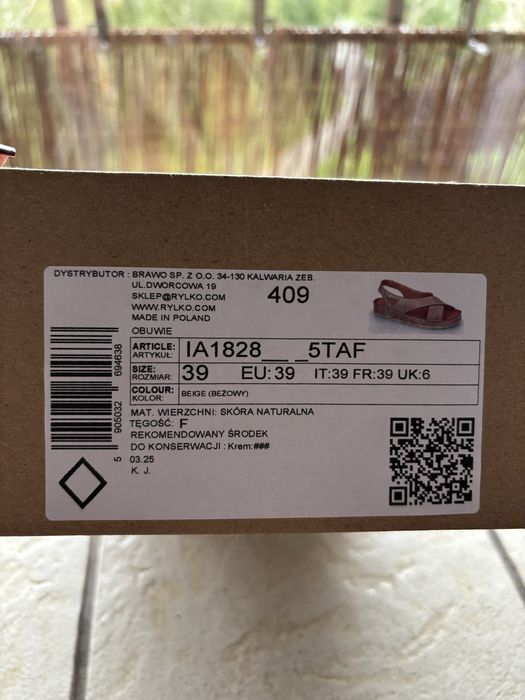 DYSTRYBUTOR : BRAWO SP. Z O.O. 34-130 KALWARIA ZEB.
UL.DWORCOWA 19
SKLEP@RYLKO.COM
WWW.RYLKO.COM
MADE IN POLAND
409
OBUWIE
ARTICLE: IA1828__ _5TAF
ARTYKUŁ:
SIZE: 39 EU: 39 IT:39 FR:39 UK:6
ROZMIAR:
COLOUR: BEIGE (BEŻOWY)
KOLOR:
MAT. WIERZCHNI: SKÓRA NATURALNA
TĘGOŚĆ: F
REKOMENDOWANY ŚRODEK
DO KONSERWACJI : Krem:###
03.25
K. J.
5 905032 694638